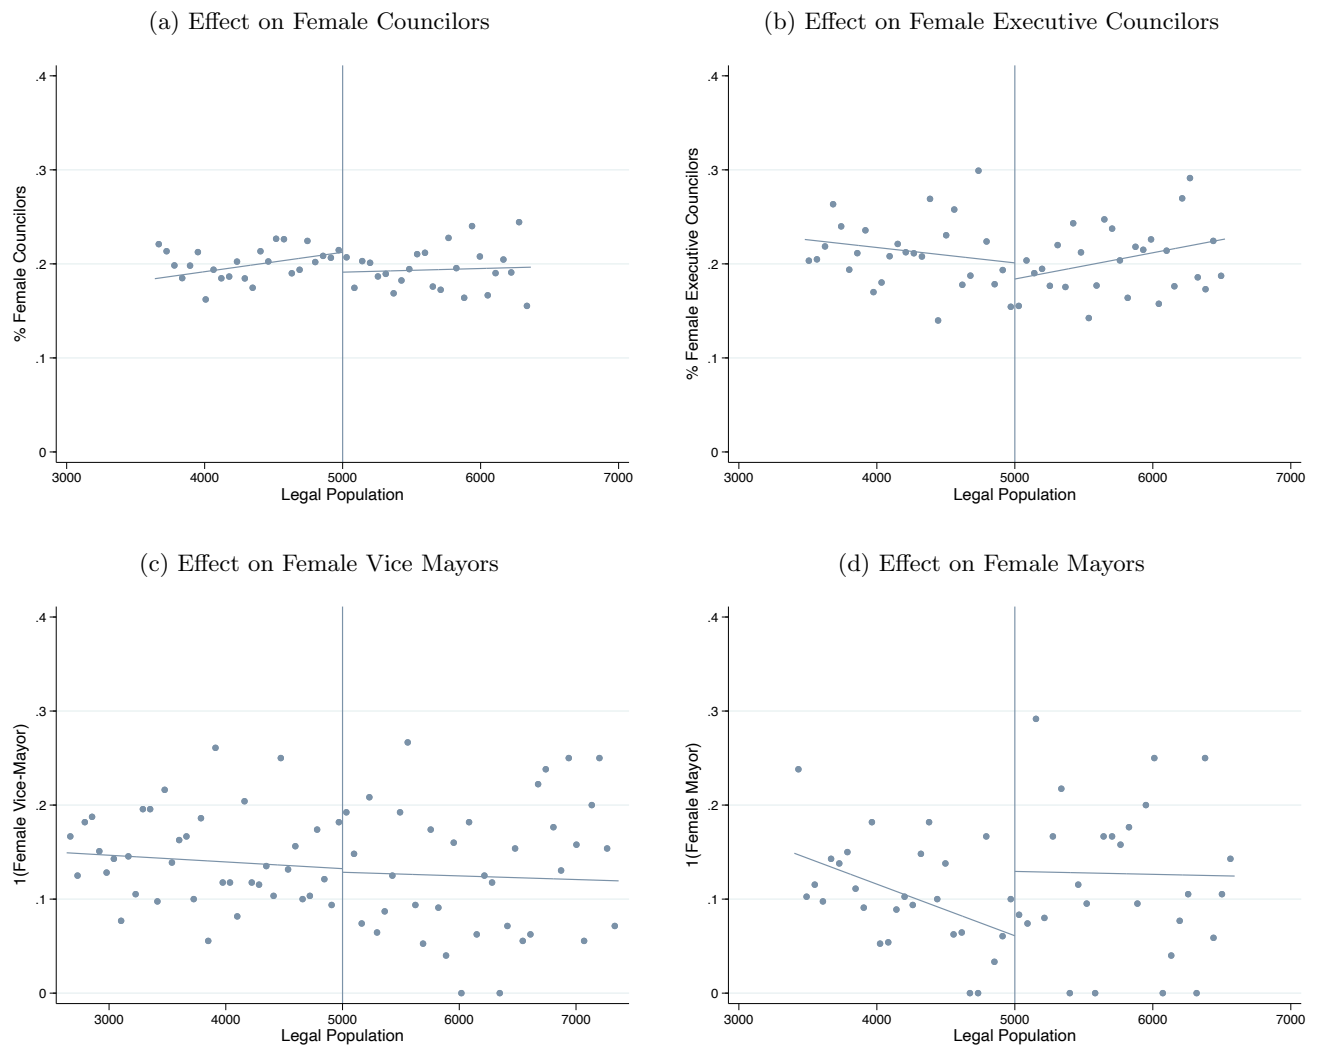 (a) Effect on Female Councilors
.4
.3
.2
.1
0
% Female Councilors
3000 4000 5000 6000 7000
Legal Population
(b) Effect on Female Executive Councilors
.4
.3
.2
.1
0
% Female Executive Councilors
3000 4000 5000 6000 7000
Legal Population
(c) Effect on Female Vice Mayors
.4
.3
.2
.1
0
1(Female Vice-Mayor)
3000 4000 5000 6000 7000
Legal Population
(d) Effect on Female Mayors
.4
.3
.2
.1
0
1(Female Mayor)
3000 4000 5000 6000 7000
Legal Population